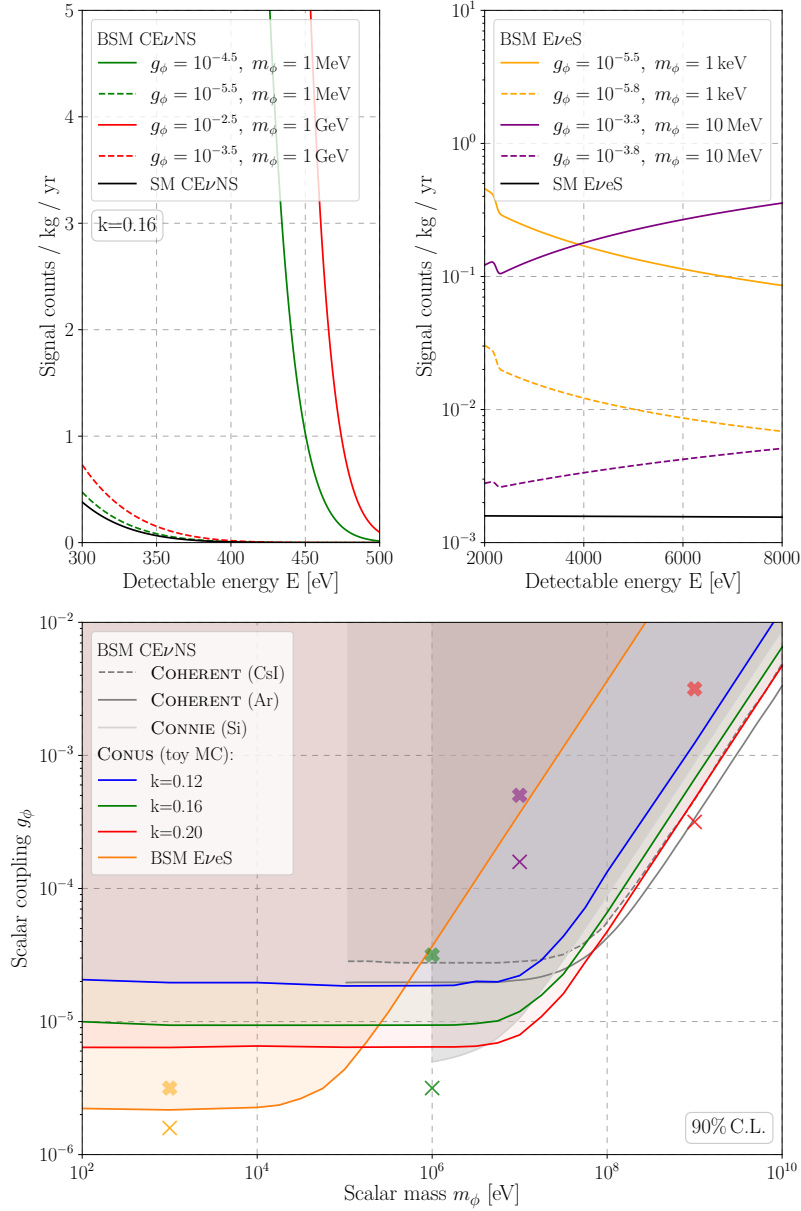 BSM CEνNS
g_ϕ = 10^−4.5, m_ϕ = 1 MeV
g_ϕ = 10^−5.5, m_ϕ = 1 MeV
g_ϕ = 10^−2.5, m_ϕ = 1 GeV
g_ϕ = 10^−3.5, m_ϕ = 1 GeV
SM CEνNS
k=0.16
Signal counts / kg / yr
5
4
3
2
1
0
300
350
400
450
500
Detectable energy E [eV]
BSM EνeS
g_ϕ = 10^−5.5, m_ϕ = 1 keV
g_ϕ = 10^−5.8, m_ϕ = 1 keV
g_ϕ = 10^−3.3, m_ϕ = 10 MeV
g_ϕ = 10^−3.8, m_ϕ = 10 MeV
SM EνeS
Signal counts / kg / yr
10^1
10^0
10^−1
10^−2
10^−3
2000
4000
6000
8000
Detectable energy E [eV]
BSM CEνNS
COHERENT (CsI)
COHERENT (Ar)
CONNIE (Si)
CONUS (toy MC):
k=0.12
k=0.16
k=0.20
BSM EνeS
90% C.L.
Scalar coupling g_ϕ
10^−2
10^−3
10^−4
10^−5
10^−6
10^2
10^4
10^6
10^8
10^10
Scalar mass m_ϕ [eV]